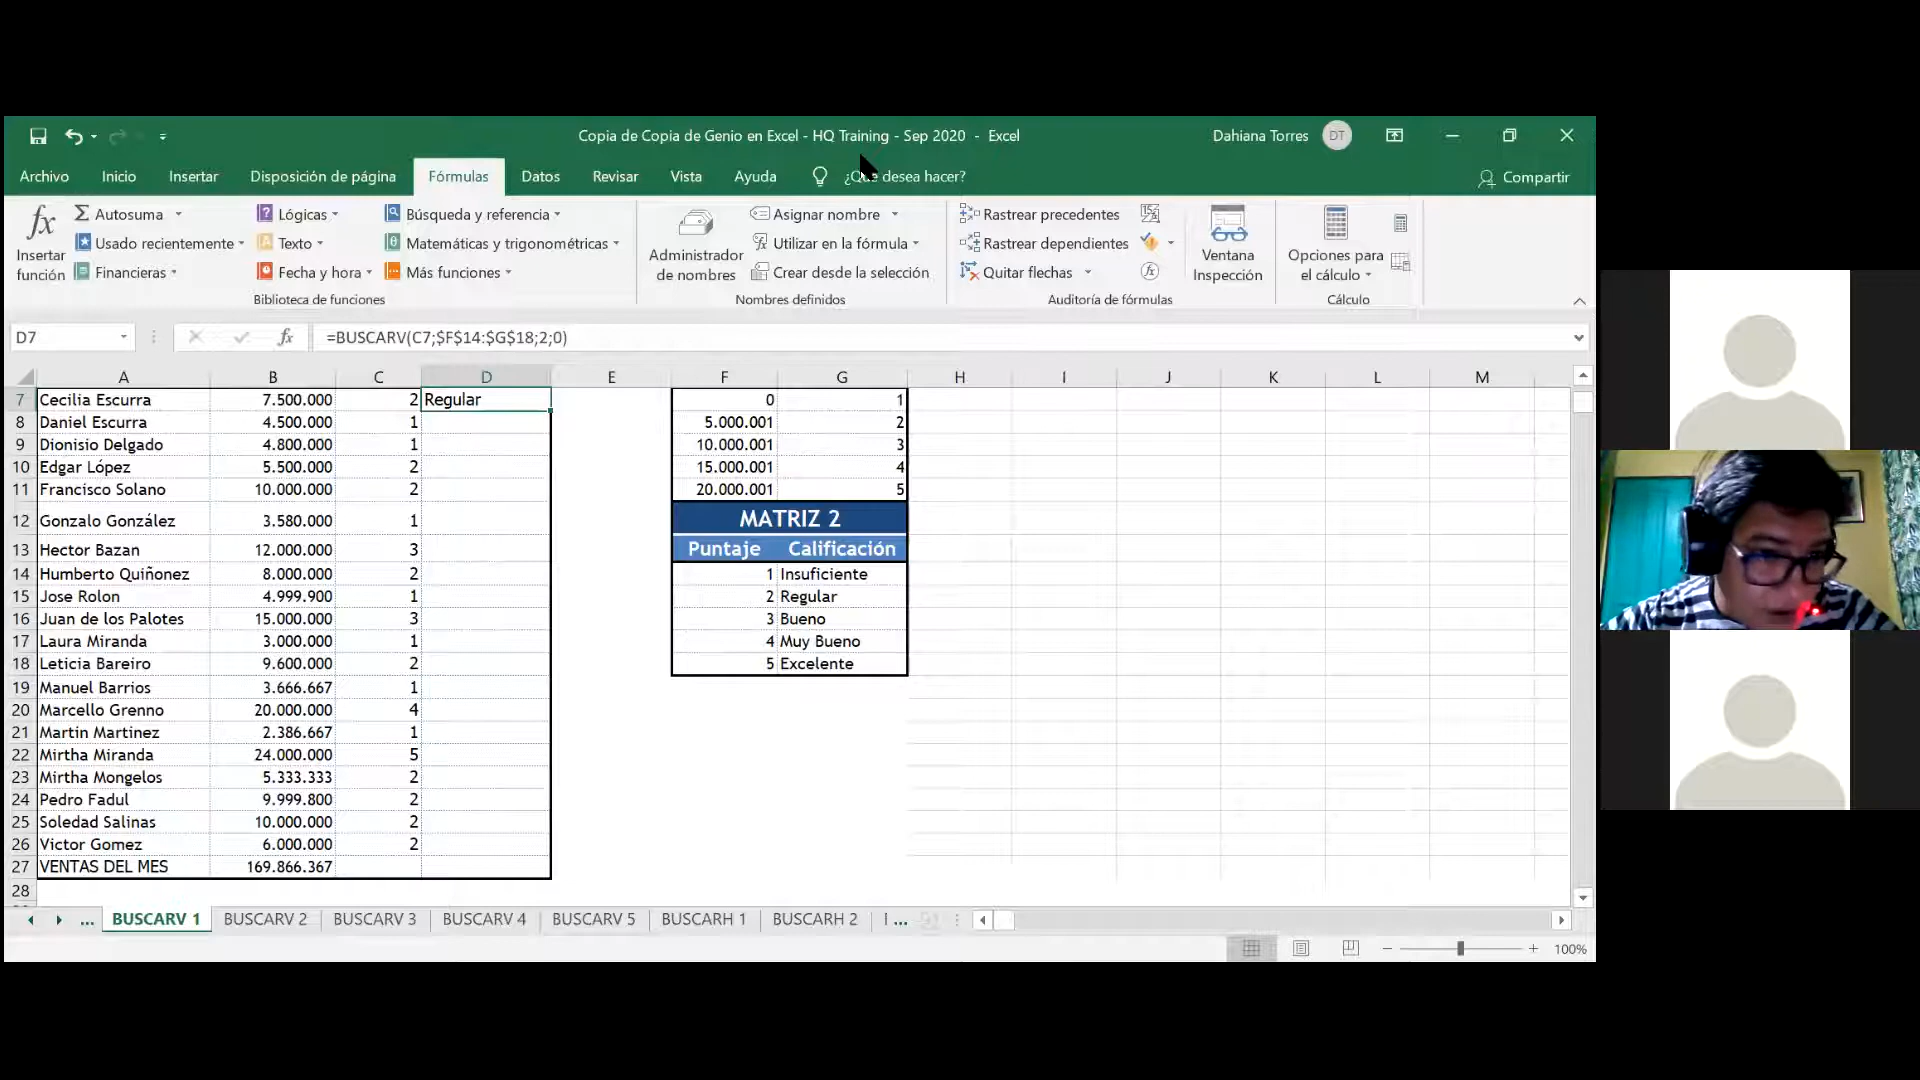 Copia de Copia de Genio en Excel - HQ Training - Sep 2020 - Excel
Dahiana Torres
DT
Archivo Inicio Insertar Disposición de página Fórmulas Datos Revisar Vista Ayuda ¿Qué desea hacer? Compartir
Insertar función
Autosuma
Usado recientemente
Financieras
Lógicas
Texto
Fecha y hora
Búsqueda y referencia
Matemáticas y trigonométricas
Más funciones
Biblioteca de funciones
Administrador de nombres
Asignar nombre
Utilizar en la fórmula
Crear desde la selección
Nombres definidos
Rastrear precedentes
Rastrear dependientes
Quitar flechas
Auditoría de fórmulas
Ventana Inspección
Opciones para el cálculo
Cálculo
D7 fx =BUSCARV(C7;$F$14:$G$18;2;0)
A B C D E F G H I J K L M
7 Cecilia Escurra 7.500.000 2 Regular 0 1
8 Daniel Escurra 4.500.000 1 5.000.001 2
9 Dionisio Delgado 4.800.000 1 10.000.001 3
10 Edgar López 5.500.000 2 15.000.001 4
11 Francisco Solano 10.000.000 2 20.000.001 5
12 Gonzalo González 3.580.000 1 MATRIZ 2
13 Hector Bazan 12.000.000 3 Puntaje Calificación
14 Humberto Quiñonez 8.000.000 2 1 Insuficiente
15 Jose Rolon 4.999.900 1 2 Regular
16 Juan de los Palotes 15.000.000 3 3 Bueno
17 Laura Miranda 3.000.000 1 4 Muy Bueno
18 Leticia Bareiro 9.600.000 2 5 Excelente
19 Manuel Barrios 3.666.667 1
20 Marcello Grenno 20.000.000 4
21 Martin Martinez 2.386.667 1
22 Mirtha Miranda 24.000.000 5
23 Mirtha Mongelos 5.333.333 2
24 Pedro Fadul 9.999.800 2
25 Soledad Salinas 10.000.000 2
26 Victor Gomez 6.000.000 2
27 VENTAS DEL MES 169.866.367
28
... BUSCARV 1 BUSCARV 2 BUSCARV 3 BUSCARV 4 BUSCARV 5 BUSCARH 1 BUSCARH 2 ...
100%